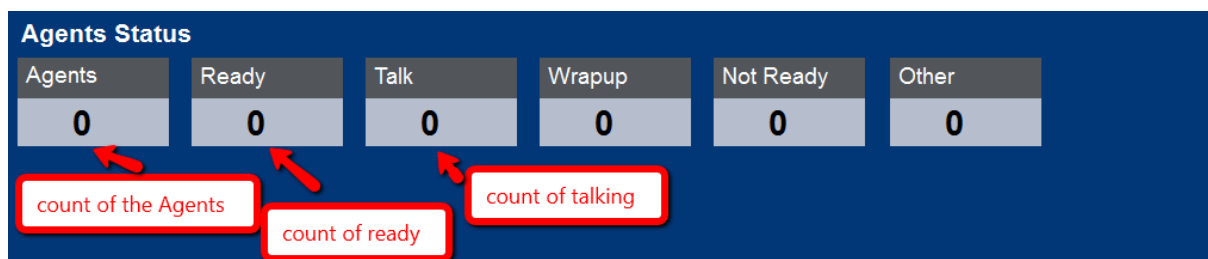 Agents Status
Agents Ready Talk Wrapup Not Ready Other
0 0 0 0 0 0
count of the Agents
count of talking
count of ready